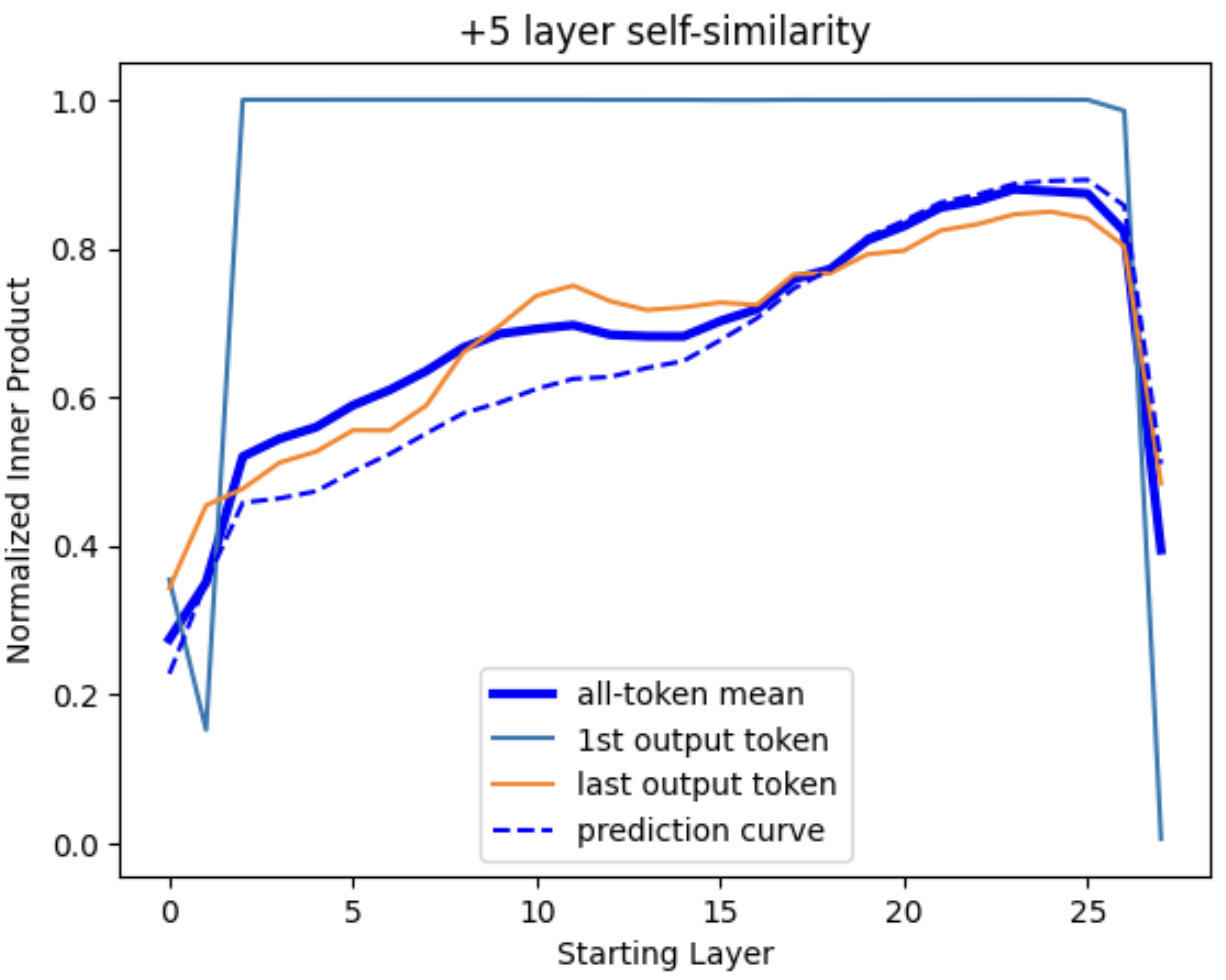 +5 layer self-similarity
Normalized Inner Product
1.0
0.8
0.6
0.4
0.2
0.0
all-token mean
1st output token
last output token
prediction curve
0 5 10 15 20 25
Starting Layer